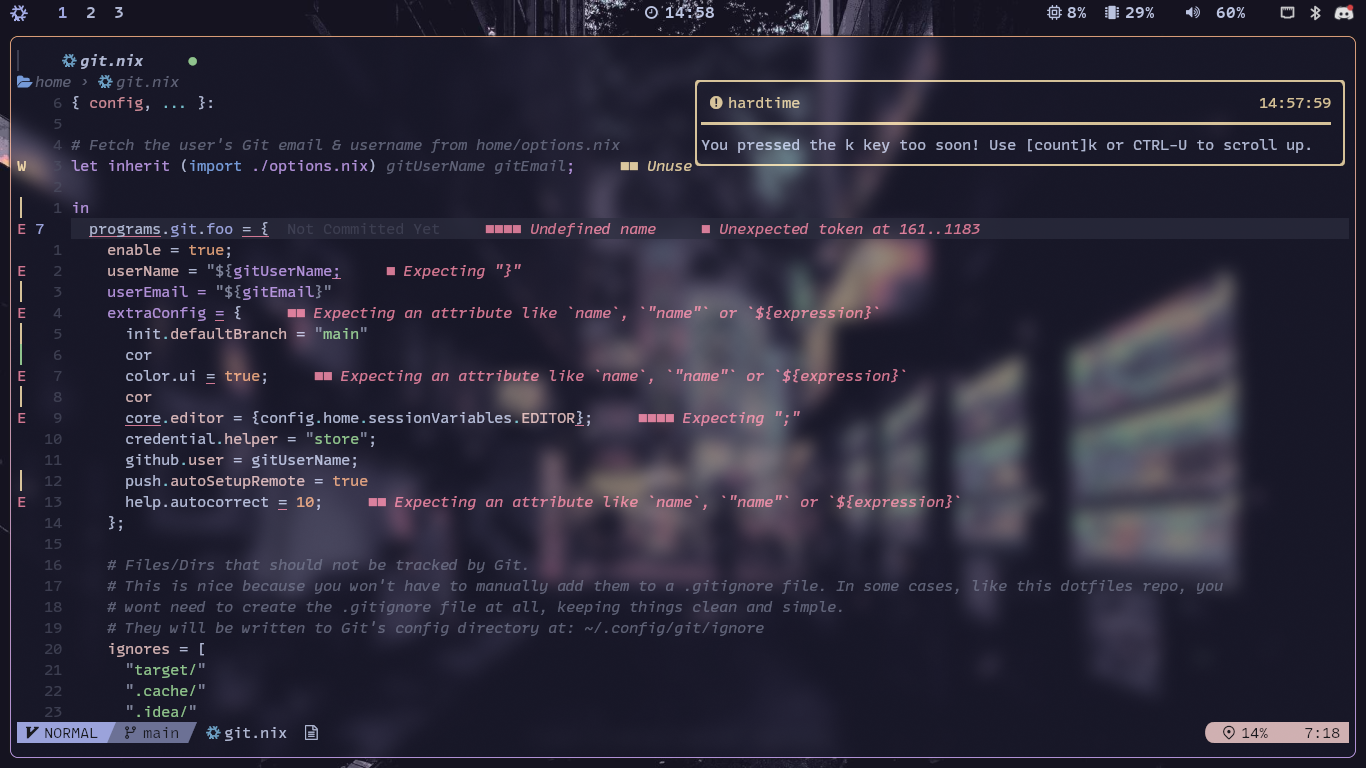 1 2 3 14:58 8% 29% 60%
git.nix
home › git.nix
6 { config, ... }:
hardtime 14:57:59
5
4 # Fetch the user's Git email & username from home/options.nix
You pressed the k key too soon! Use [count]k or CTRL-U to scroll up.
W 3 let inherit (import ./options.nix) gitUserName gitEmail; ■■ Unuse
2
1 in
E 7 programs.git.foo = { Not Committed Yet ■■■■ Undefined name ■ Unexpected token at 161..1183
1 enable = true;
E 2 userName = "${gitUserName; ■ Expecting "}"
3 userEmail = "${gitEmail}"
E 4 extraConfig = { ■■ Expecting an attribute like `name`, `"name"` or `${expression}`
5 init.defaultBranch = "main"
6 cor
E 7 color.ui = true; ■■ Expecting an attribute like `name`, `"name"` or `${expression}`
8 cor
E 9 core.editor = {config.home.sessionVariables.EDITOR}; ■■■■ Expecting ";"
10 credential.helper = "store";
11 github.user = gitUserName;
12 push.autoSetupRemote = true
E 13 help.autocorrect = 10; ■■ Expecting an attribute like `name`, `"name"` or `${expression}`
14 };
15
16 # Files/Dirs that should not be tracked by Git.
17 # This is nice because you won't have to manually add them to a .gitignore file. In some cases, like this dotfiles repo, you
18 # wont need to create the .gitignore file at all, keeping things clean and simple.
19 # They will be written to Git's config directory at: ~/.config/git/ignore
20 ignores = [
21 "target/"
22 ".cache/"
23 ".idea/"
NORMAL main git.nix 14% 7:18